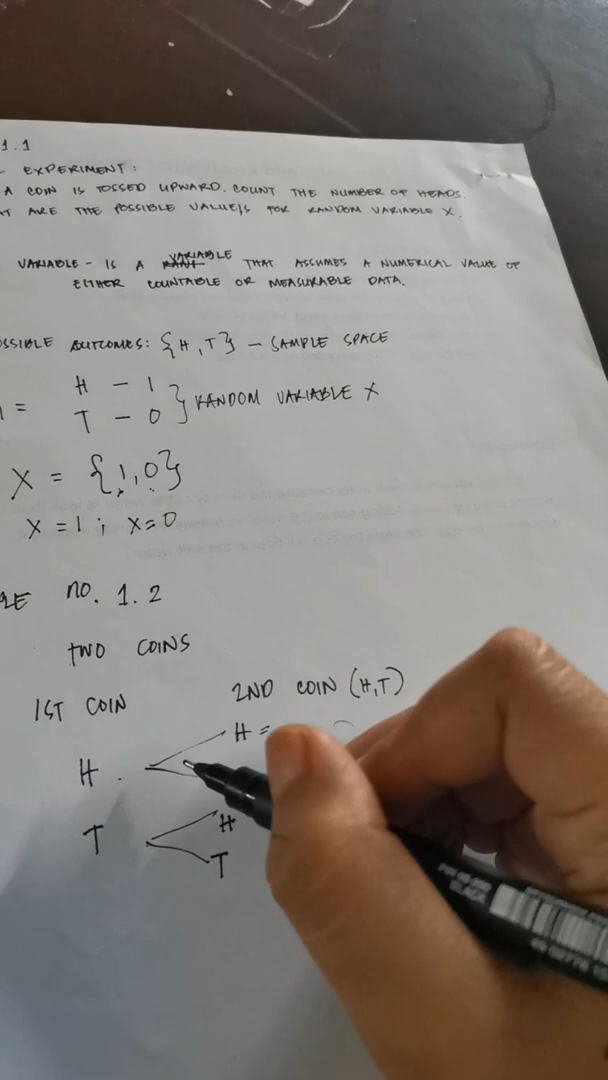 1.1
EXPERIMENT:
A COIN IS TOSSED UPWARD. COUNT THE NUMBER OF HEADS.
ARE THE POSSIBLE VALUE/S FOR RANDOM VARIABLE X.
VARIABLE
VARIABLE - IS A THAT ASSUMES A NUMERICAL VALUE OF
EITHER COUNTABLE OR MEASURABLE DATA.
OUTCOMES: {H, T} - SAMPLE SPACE
H - 1
= } RANDOM VARIABLE X
T - 0
X = {1,0}
X = 1 ; X = 0
NO. 1.2
TWO COINS
1ST COIN 2ND COIN (H,T)
H =
H .
H
T
T
BLACK